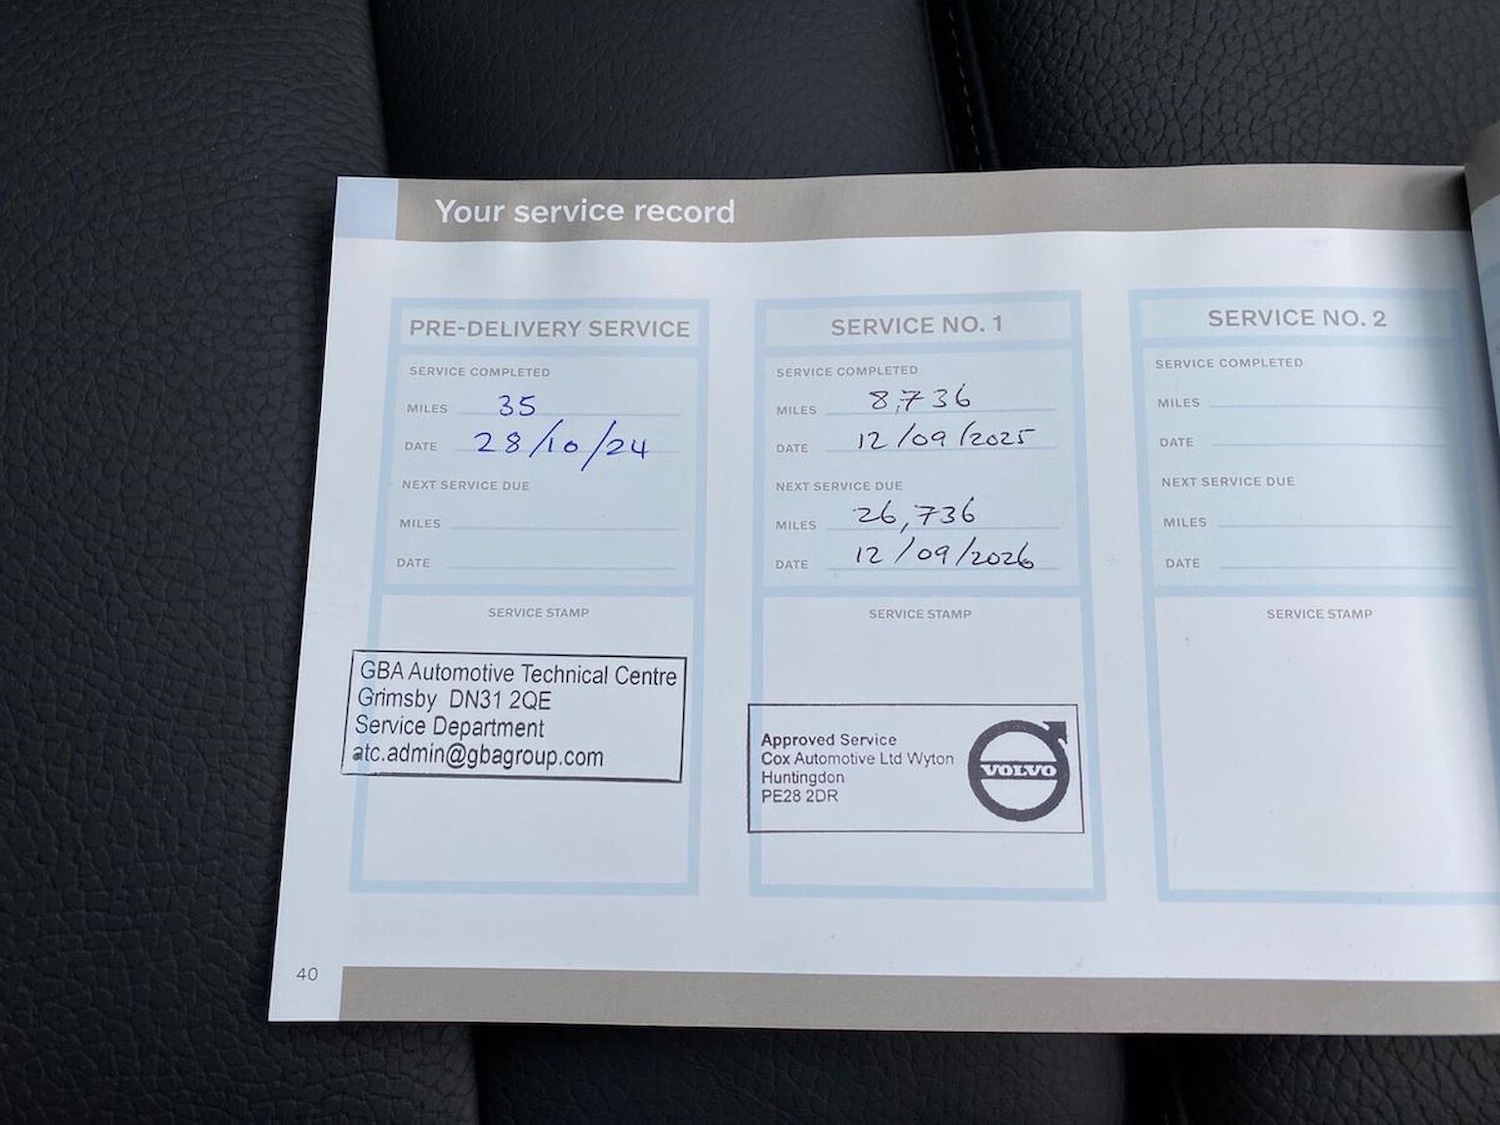 Your service record
PRE-DELIVERY SERVICE
SERVICE COMPLETED
MILES 35
DATE 28/10/24
NEXT SERVICE DUE
MILES
DATE
SERVICE STAMP
GBA Automotive Technical Centre
Grimsby DN31 2QE
Service Department
atc.admin@gbagroup.com
SERVICE NO. 1
SERVICE COMPLETED
MILES 8,736
DATE 12/09/2025
NEXT SERVICE DUE
MILES 26,736
DATE 12/09/2026
SERVICE STAMP
Approved Service
Cox Automotive Ltd Wyton
Huntingdon
PE28 2DR
VOLVO
SERVICE NO. 2
SERVICE COMPLETED
MILES
DATE
NEXT SERVICE DUE
MILES
DATE
SERVICE STAMP
40